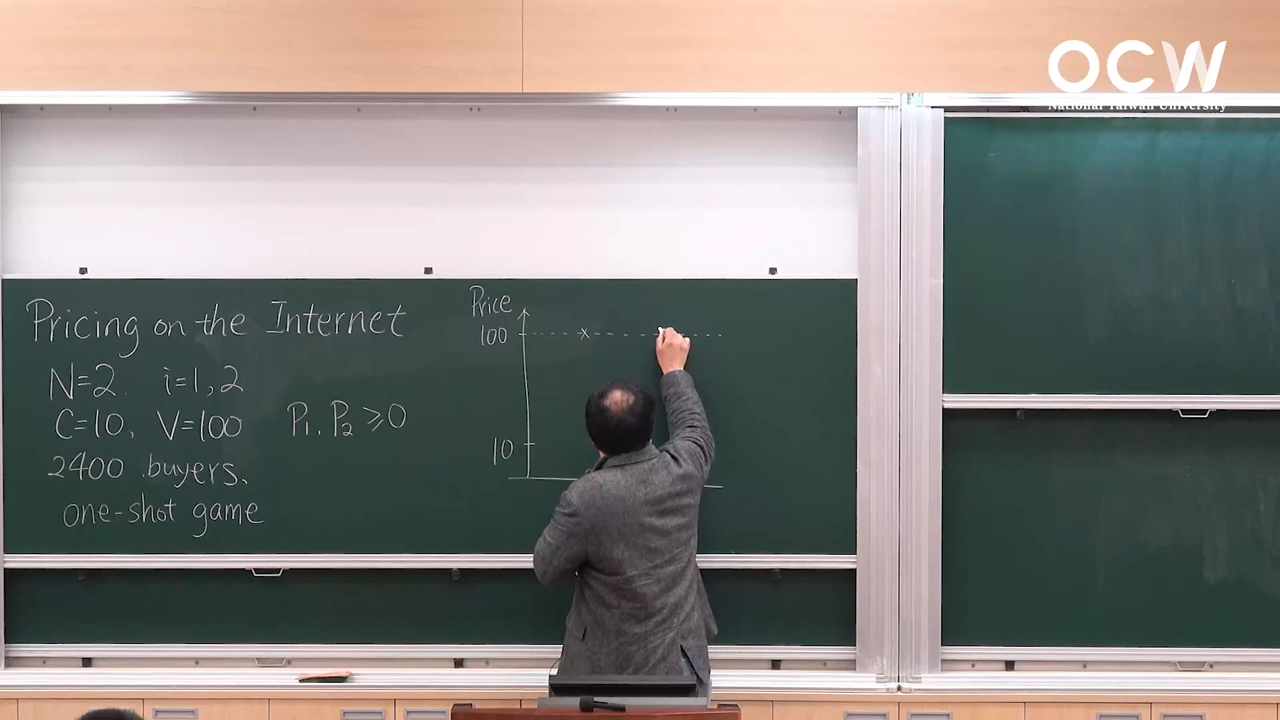 OCW
National Taiwan University
Pricing on the Internet
N=2. i=1,2
C=10, V=100 P1, P2 ≥0
2400 buyers.
one-shot game
Price
100
10